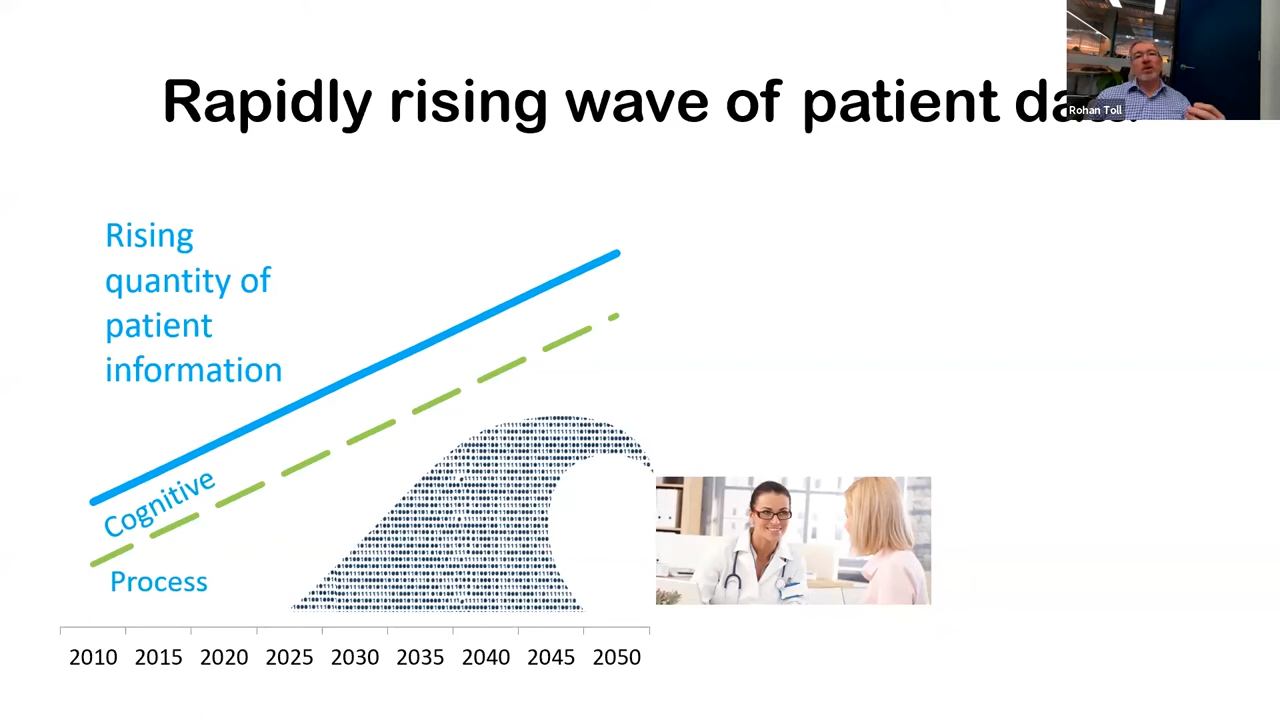 Rapidly rising wave of patient
Rohan Toll
Rising
quantity of
patient
information
Cognitive
Process
2010 2015 2020 2025 2030 2035 2040 2045 2050